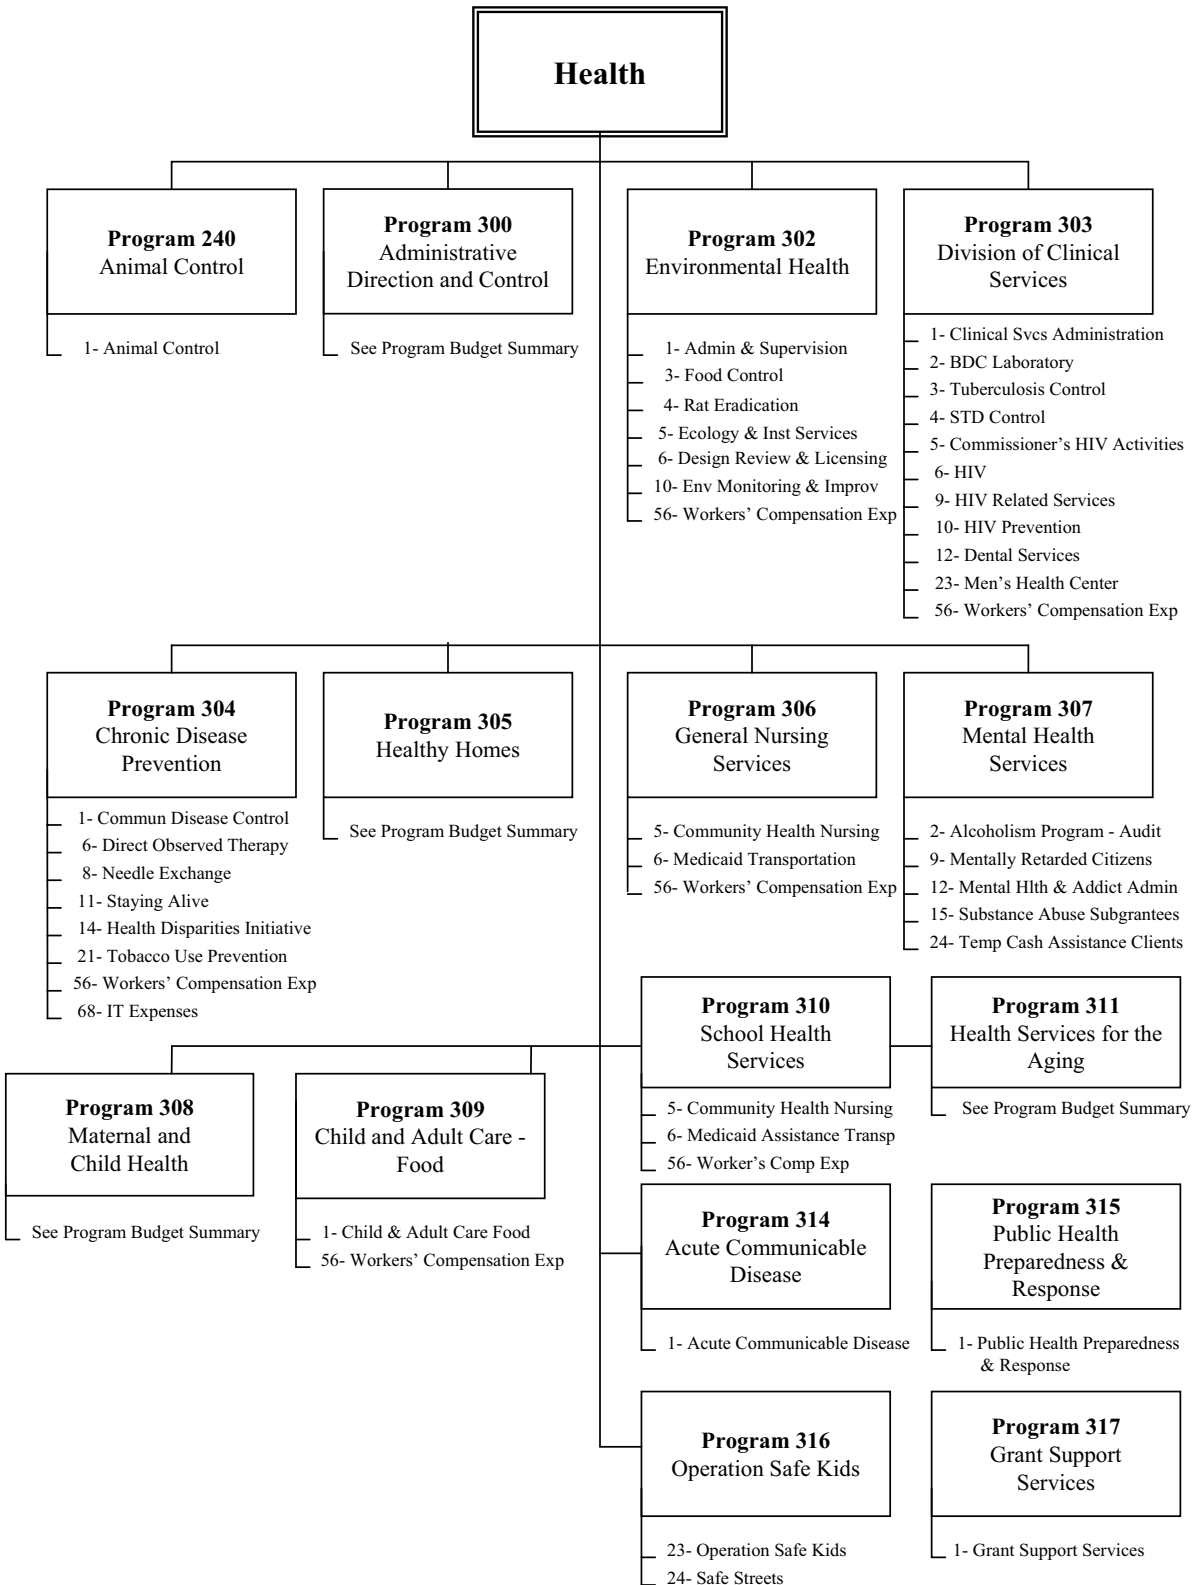 Health
Program 240
Animal Control
1- Animal Control
Program 300
Administrative
Direction and Control
See Program Budget Summary
Program 302
Environmental Health
1- Admin & Supervision
3- Food Control
4- Rat Eradication
5- Ecology & Inst Services
6- Design Review & Licensing
10- Env Monitoring & Improv
56- Workers’ Compensation Exp
Program 303
Division of Clinical
Services
1- Clinical Svcs Administration
2- BDC Laboratory
3- Tuberculosis Control
4- STD Control
5- Commissioner’s HIV Activities
6- HIV
9- HIV Related Services
10- HIV Prevention
12- Dental Services
23- Men’s Health Center
56- Workers’ Compensation Exp
Program 304
Chronic Disease
Prevention
1- Commun Disease Control
6- Direct Observed Therapy
8- Needle Exchange
11- Staying Alive
14- Health Disparities Initiative
21- Tobacco Use Prevention
56- Workers’ Compensation Exp
68- IT Expenses
Program 305
Healthy Homes
See Program Budget Summary
Program 306
General Nursing
Services
5- Community Health Nursing
6- Medicaid Transportation
56- Workers’ Compensation Exp
Program 307
Mental Health
Services
2- Alcoholism Program - Audit
9- Mentally Retarded Citizens
12- Mental Hlth & Addict Admin
15- Substance Abuse Subgrantees
24- Temp Cash Assistance Clients
Program 308
Maternal and
Child Health
See Program Budget Summary
Program 309
Child and Adult Care -
Food
1- Child & Adult Care Food
56- Workers’ Compensation Exp
Program 310
School Health
Services
5- Community Health Nursing
6- Medicaid Assistance Transp
56- Worker’s Comp Exp
Program 311
Health Services for the
Aging
See Program Budget Summary
Program 314
Acute Communicable
Disease
1- Acute Communicable Disease
Program 315
Public Health
Preparedness &
Response
1- Public Health Preparedness
& Response
Program 316
Operation Safe Kids
23- Operation Safe Kids
24- Safe Streets
Program 317
Grant Support
Services
1- Grant Support Services